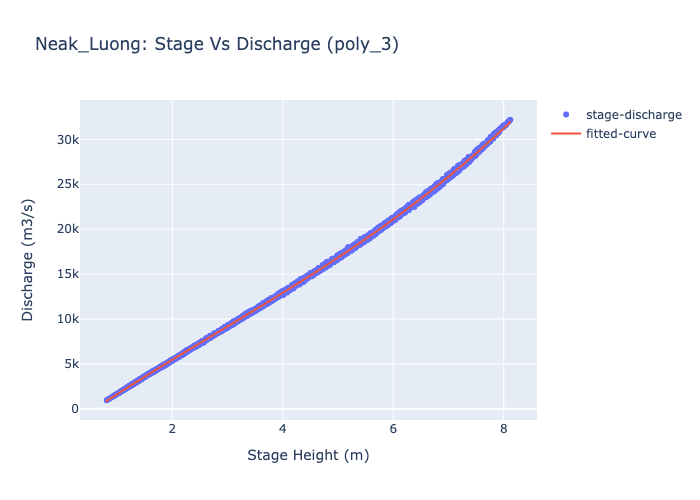 Neak_Luong: Stage Vs Discharge (poly_3)
stage-discharge
fitted-curve
30k
25k
20k
15k
10k
5k
0
Discharge (m3/s)
2 4 6 8
Stage Height (m)